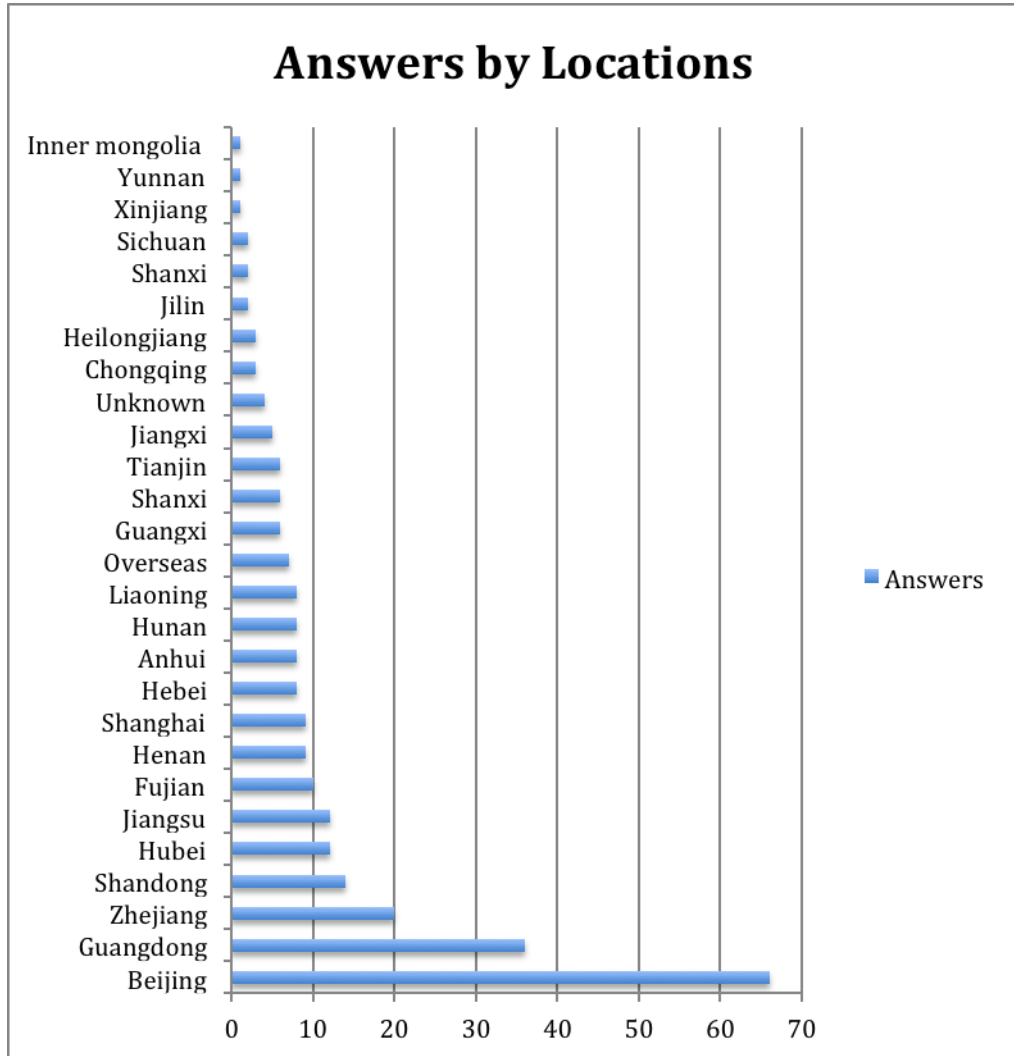 Answers by Locations
Inner mongolia
Yunnan
Xinjiang
Sichuan
Shanxi
Jilin
Heilongjiang
Chongqing
Unknown
Jiangxi
Tianjin
Shanxi
Guangxi
Overseas
Liaoning
Hunan
Anhui
Hebei
Shanghai
Henan
Fujian
Jiangsu
Hubei
Shandong
Zhejiang
Guangdong
Beijing
0 10 20 30 40 50 60 70
Answers